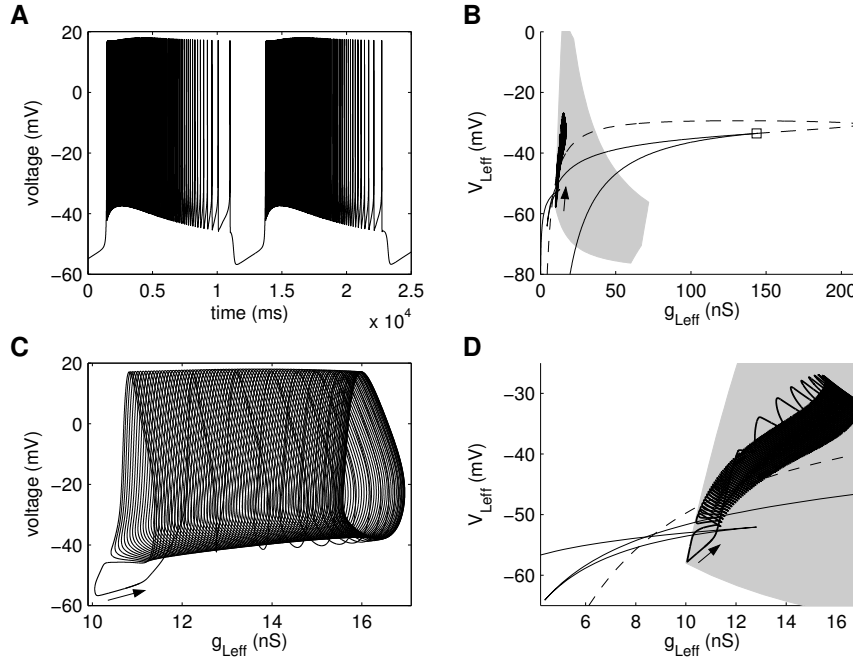 A
20
0
−20
−40
−60
voltage (mV)
0 0.5 1 1.5 2 2.5
time (ms)
x 10^4
B
0
−20
−40
−60
−80
V_Leff (mV)
0 50 100 150 200
g_Leff (nS)
C
20
0
−20
−40
−60
voltage (mV)
10 12 14 16
g_Leff (nS)
D
−30
−40
−50
−60
V_Leff (mV)
6 8 10 12 14 16
g_Leff (nS)